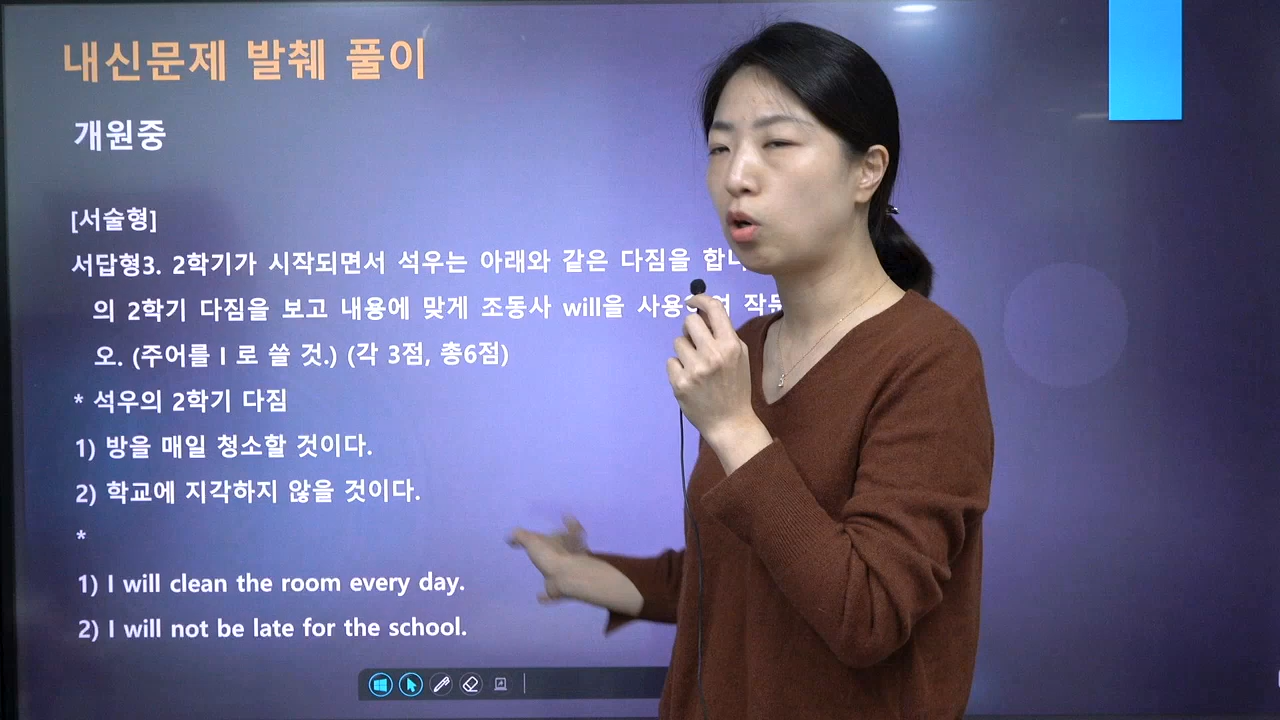 내신문제 발췌 풀이
개원중
[서술형]
서답형3. 2학기가 시작되면서 석우는 아래와 같은 다짐을
의 2학기 다짐을 보고 내용에 맞게 조동사 will을
오. (주어를 I 로 쓸 것.) (각 3점, 총6점)
* 석우의 2학기 다짐
1) 방을 매일 청소할 것이다.
2) 학교에 지각하지 않을 것이다.
*
1) I will clean the room every day.
2) I will not be late for the school.